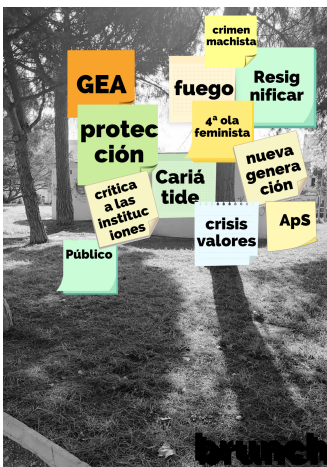 crimen
machista
GEA
fuego
Resig
nificar
protec
ción
4ª ola
feminista
nueva
genera
ción
Cariá
tide
crítica
a las
instituc
iones
crisis
valores
ApS
Público
brunch